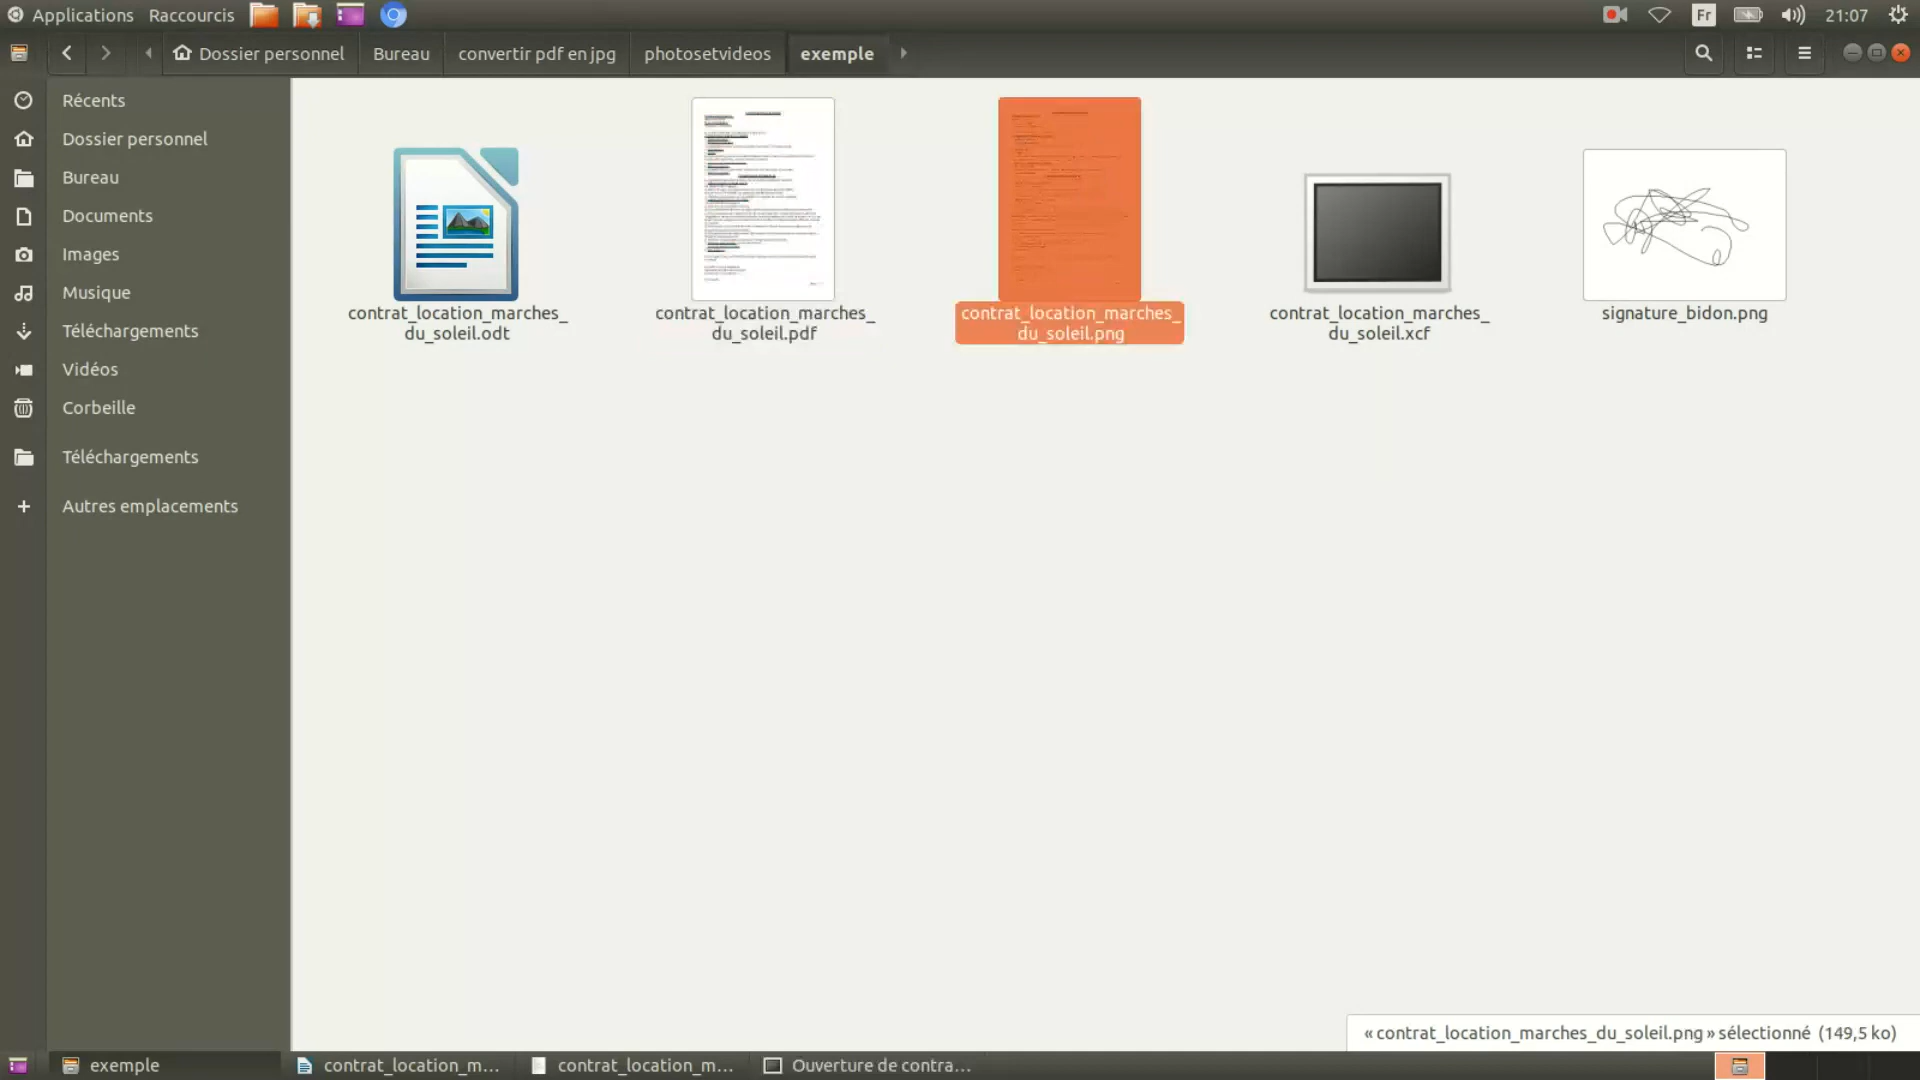 Applications Raccourcis Fr 21:07
Dossier personnel Bureau convertir pdf en jpg photosetvideos exemple
Récents
Dossier personnel
Bureau
Documents
Images
Musique
Téléchargements
Vidéos
Corbeille
Téléchargements
Autres emplacements
contrat_location_marches_
du_soleil.odt
contrat_location_marches_
du_soleil.pdf
contrat_location_marches_
du_soleil.png
contrat_location_marches_
du_soleil.xcf
signature_bidon.png
« contrat_location_marches_du_soleil.png » sélectionné (149,5 ko)
exemple contrat_location_m... contrat_location_m... Ouverture de contra...